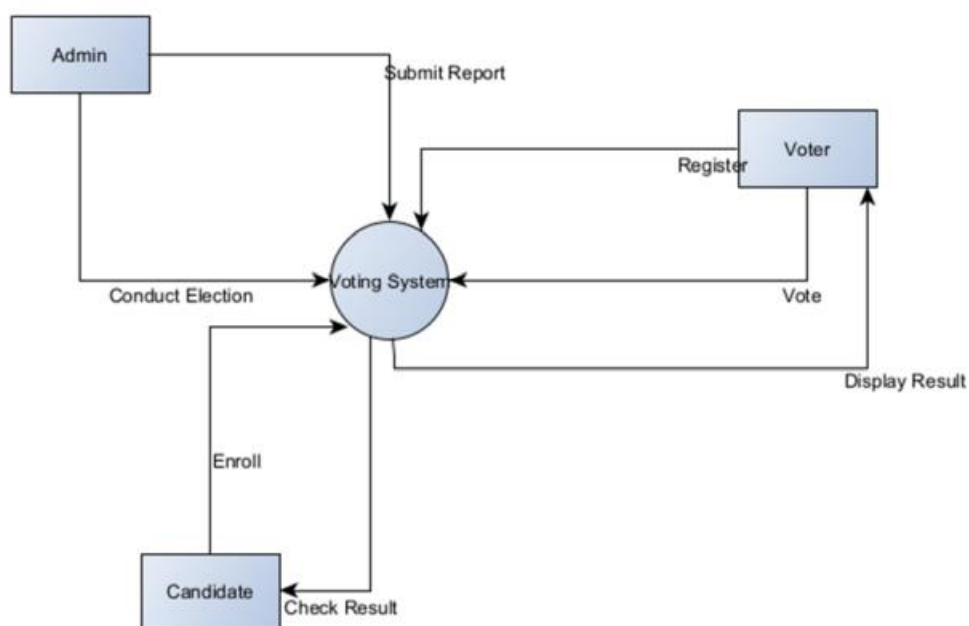 Admin
Submit Report
Voter
Register
Voting System
Conduct Election
Vote
Display Result
Enroll
Candidate
Check Result